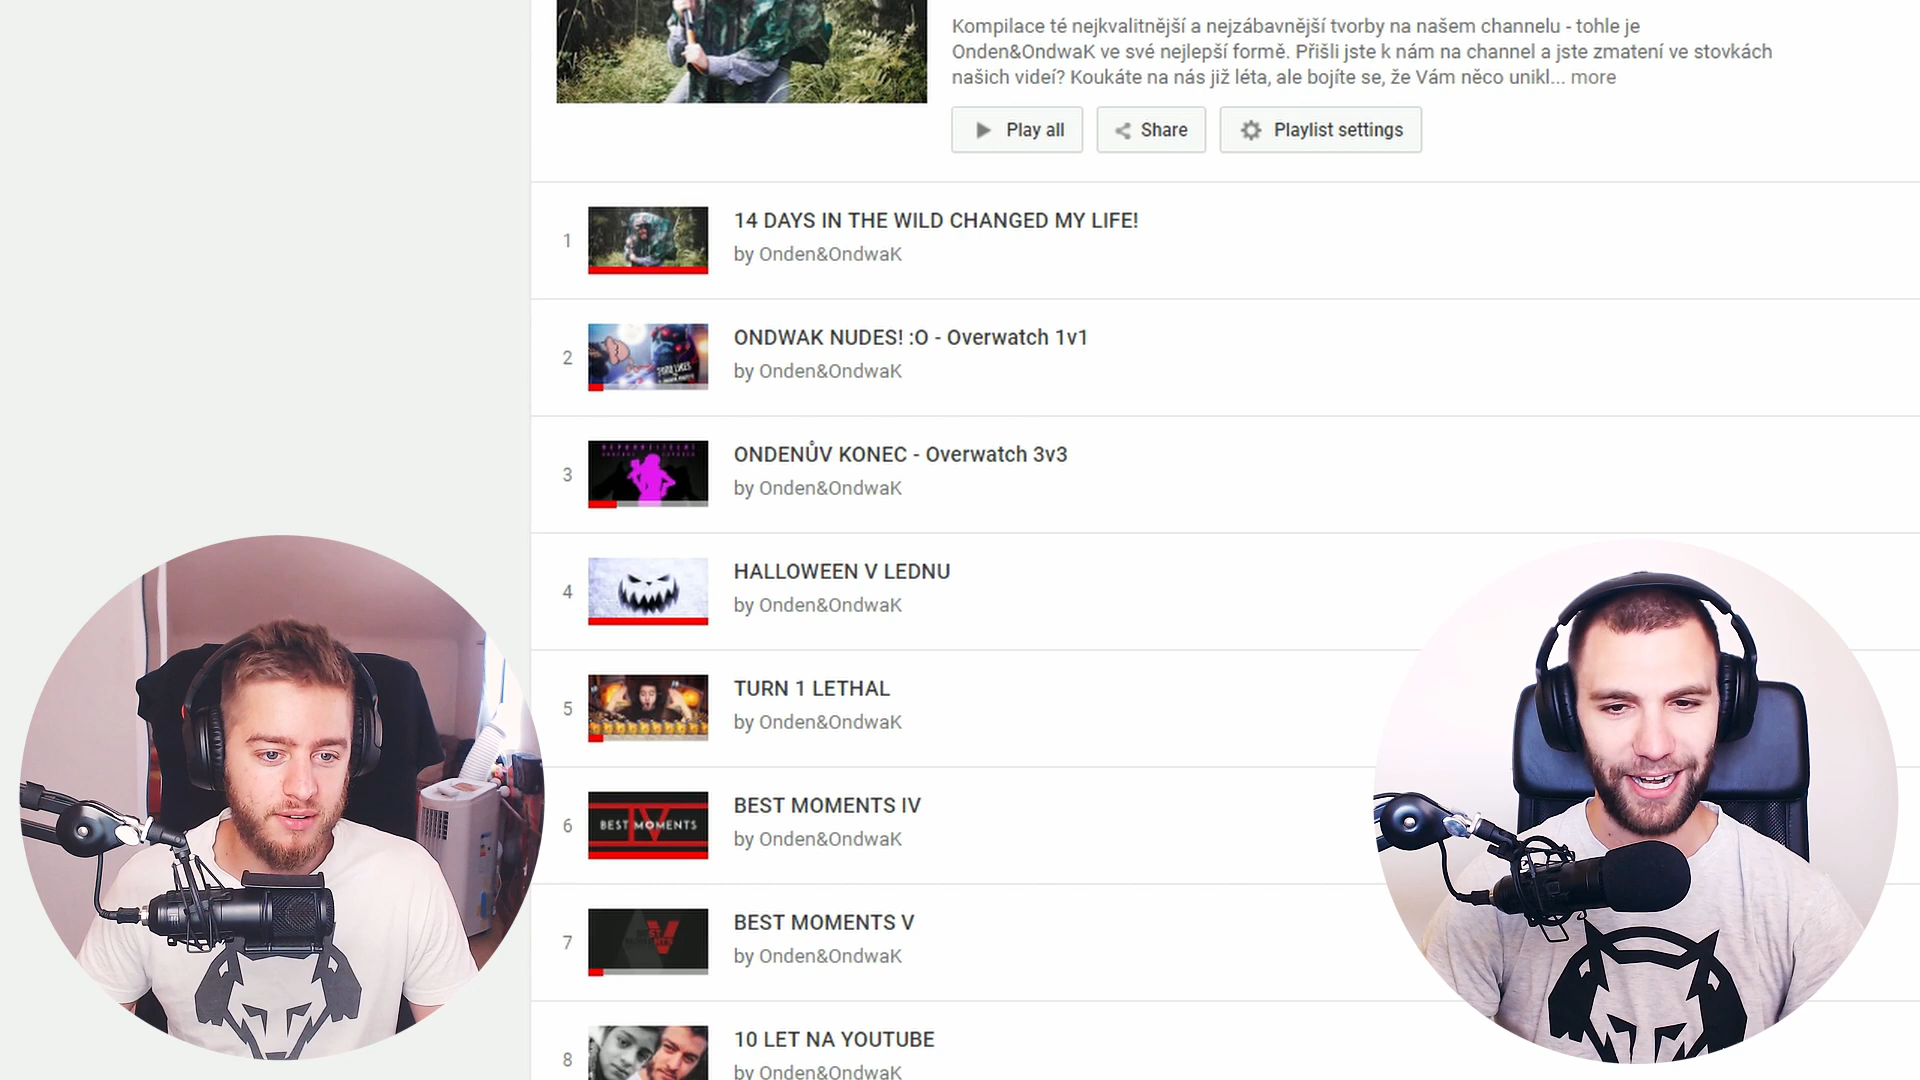 Kompilace té nejkvalitnější a nejzábavnější tvorby na našem channelu - tohle je
Onden&OndwaK ve své nejlepší formě. Přišli jste k nám na channel a jste zmatení ve stovkách
našich videí? Koukáte na nás již léta, ale bojíte se, že Vám něco unikl... more
Play all
Share
Playlist settings
1
14 DAYS IN THE WILD CHANGED MY LIFE!
by Onden&OndwaK
2
ONDWAK NUDES! :O - Overwatch 1v1
by Onden&OndwaK
3
ONDENŮV KONEC - Overwatch 3v3
by Onden&OndwaK
4
HALLOWEEN V LEDNU
by Onden&OndwaK
5
TURN 1 LETHAL
by Onden&OndwaK
6
BEST MOMENTS
IV
BEST MOMENTS IV
by Onden&OndwaK
7
BEST
V
BEST MOMENTS V
by Onden&OndwaK
8
10 LET NA YOUTUBE
by Onden&OndwaK